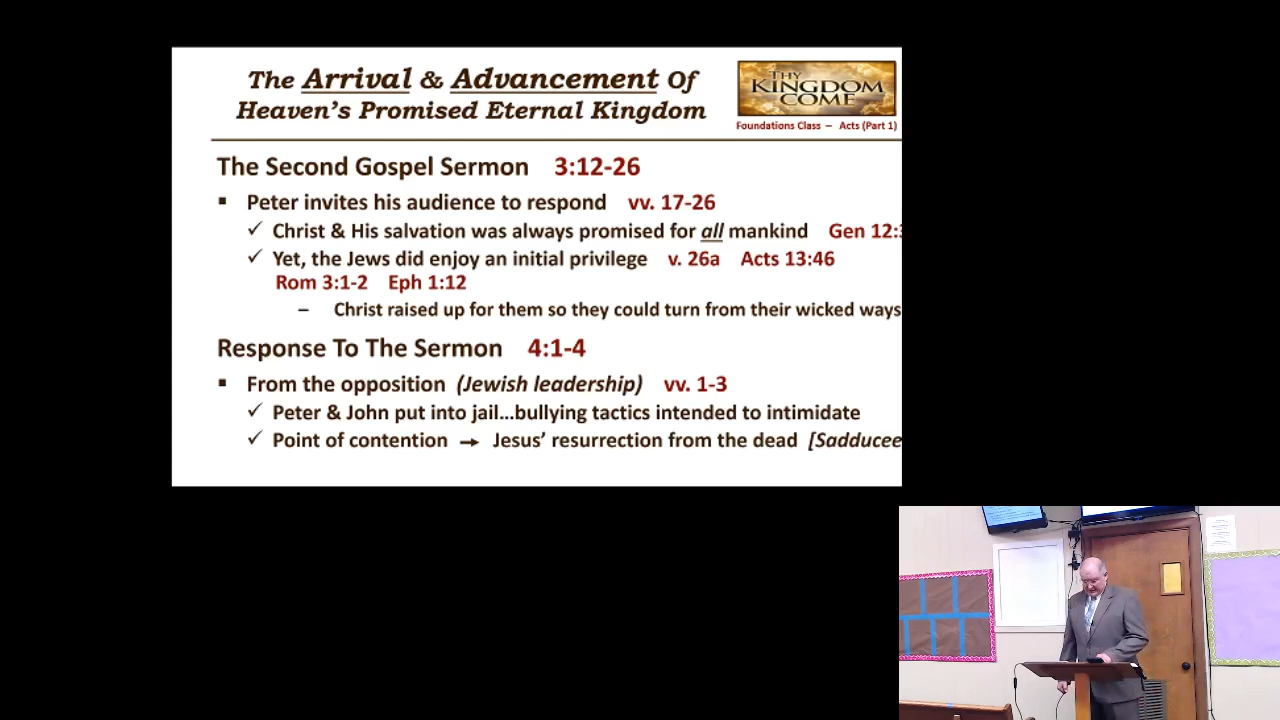 The Arrival & Advancement Of
Heaven's Promised Eternal Kingdom
THY
KINGDOM
COME
Foundations Class – Acts (Part 1)
The Second Gospel Sermon 3:12-26
▪ Peter invites his audience to respond vv. 17-26
✓ Christ & His salvation was always promised for all mankind Gen 12:3
✓ Yet, the Jews did enjoy an initial privilege v. 26a Acts 13:46
Rom 3:1-2 Eph 1:12
– Christ raised up for them so they could turn from their wicked ways
Response To The Sermon 4:1-4
▪ From the opposition (Jewish leadership) vv. 1-3
✓ Peter & John put into jail...bullying tactics intended to intimidate
✓ Point of contention → Jesus' resurrection from the dead [Sadducee